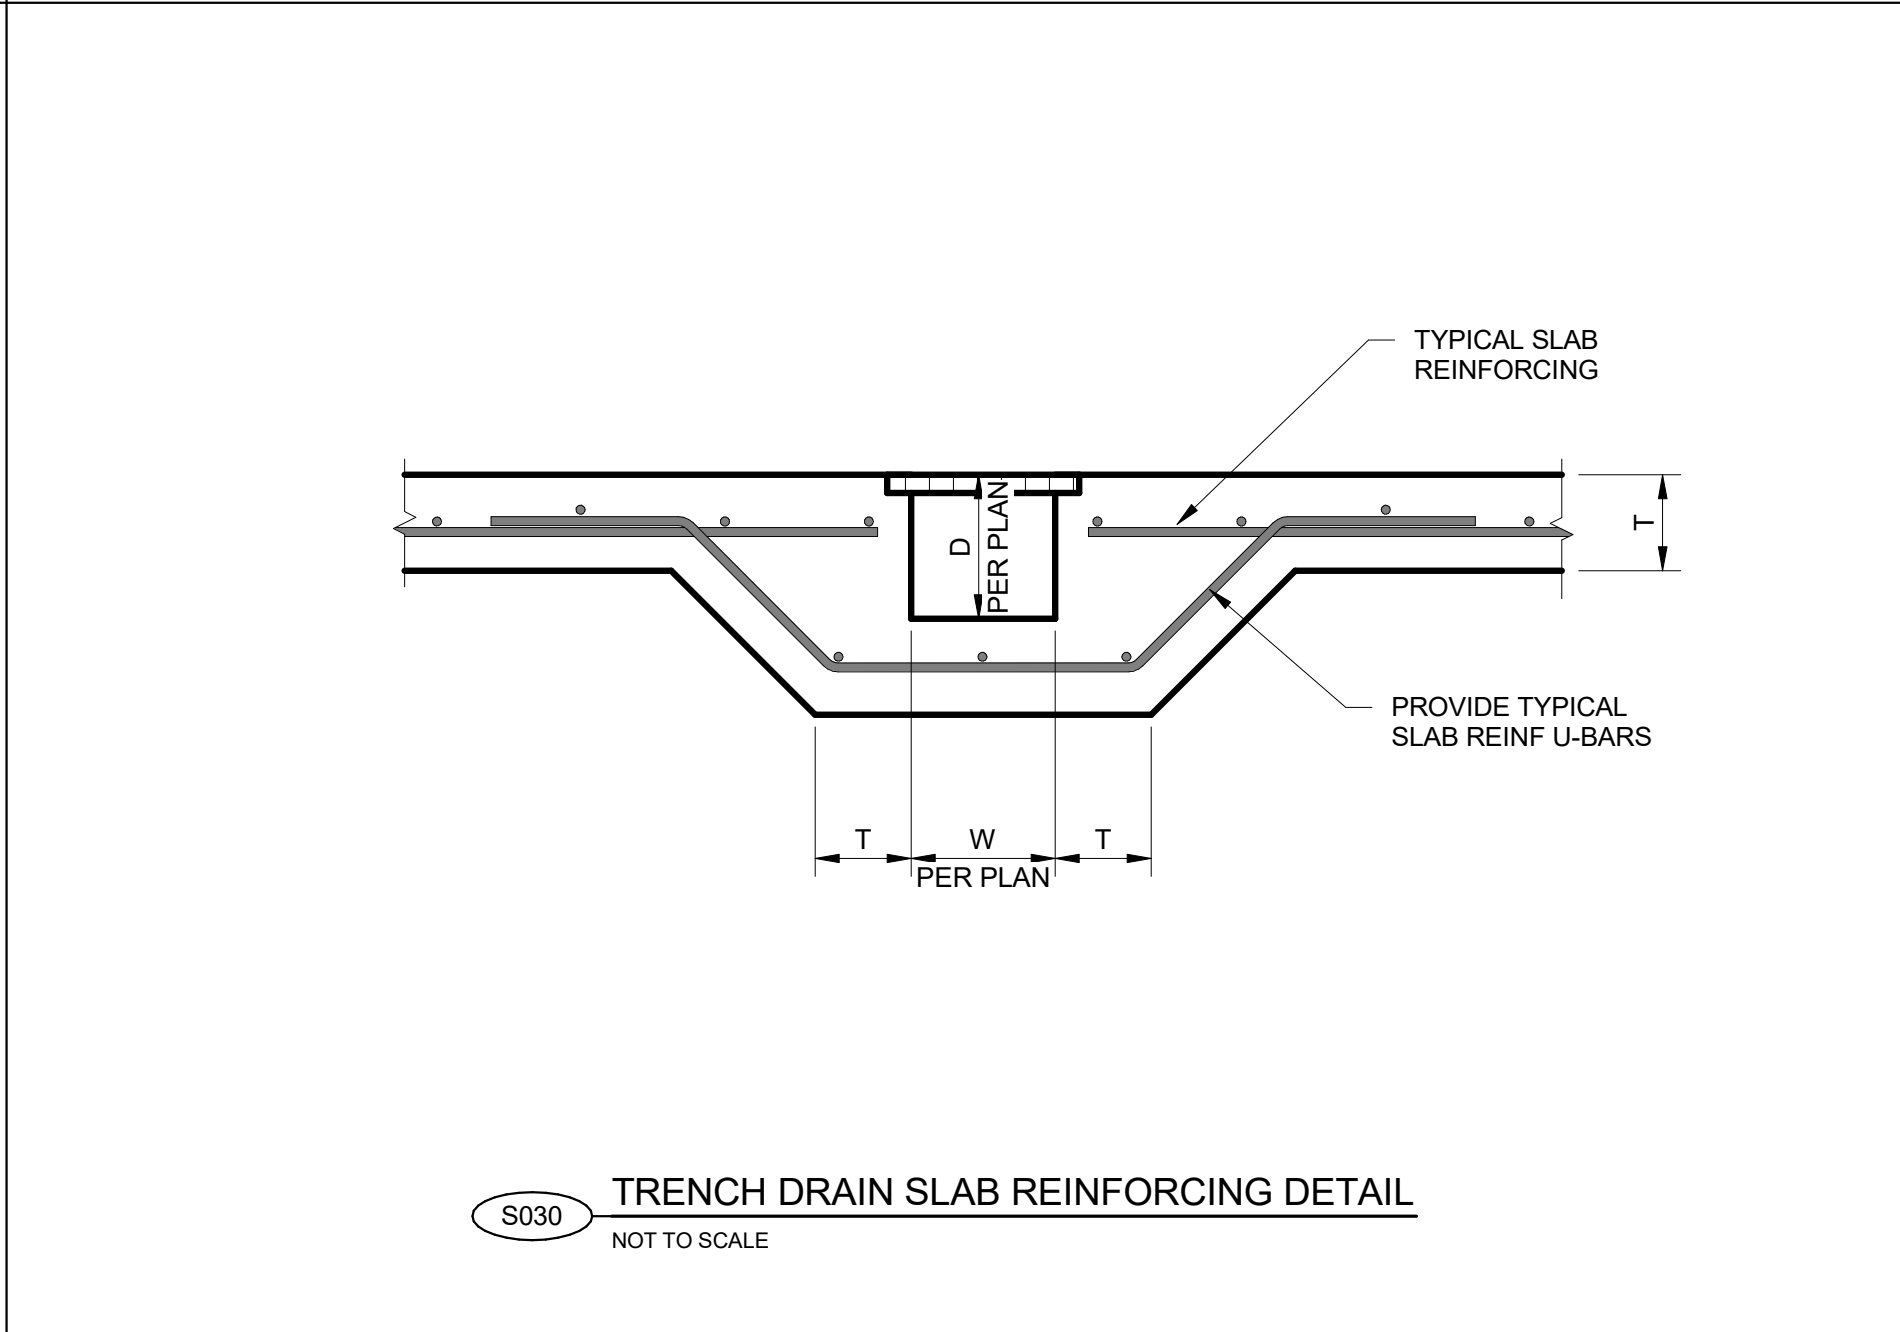 TYPICAL SLAB
REINFORCING
T
D
PER PLAN
PROVIDE TYPICAL
SLAB REINF U-BARS
T
W
T
PER PLAN
TRENCH DRAIN SLAB REINFORCING DETAIL
S030
NOT TO SCALE